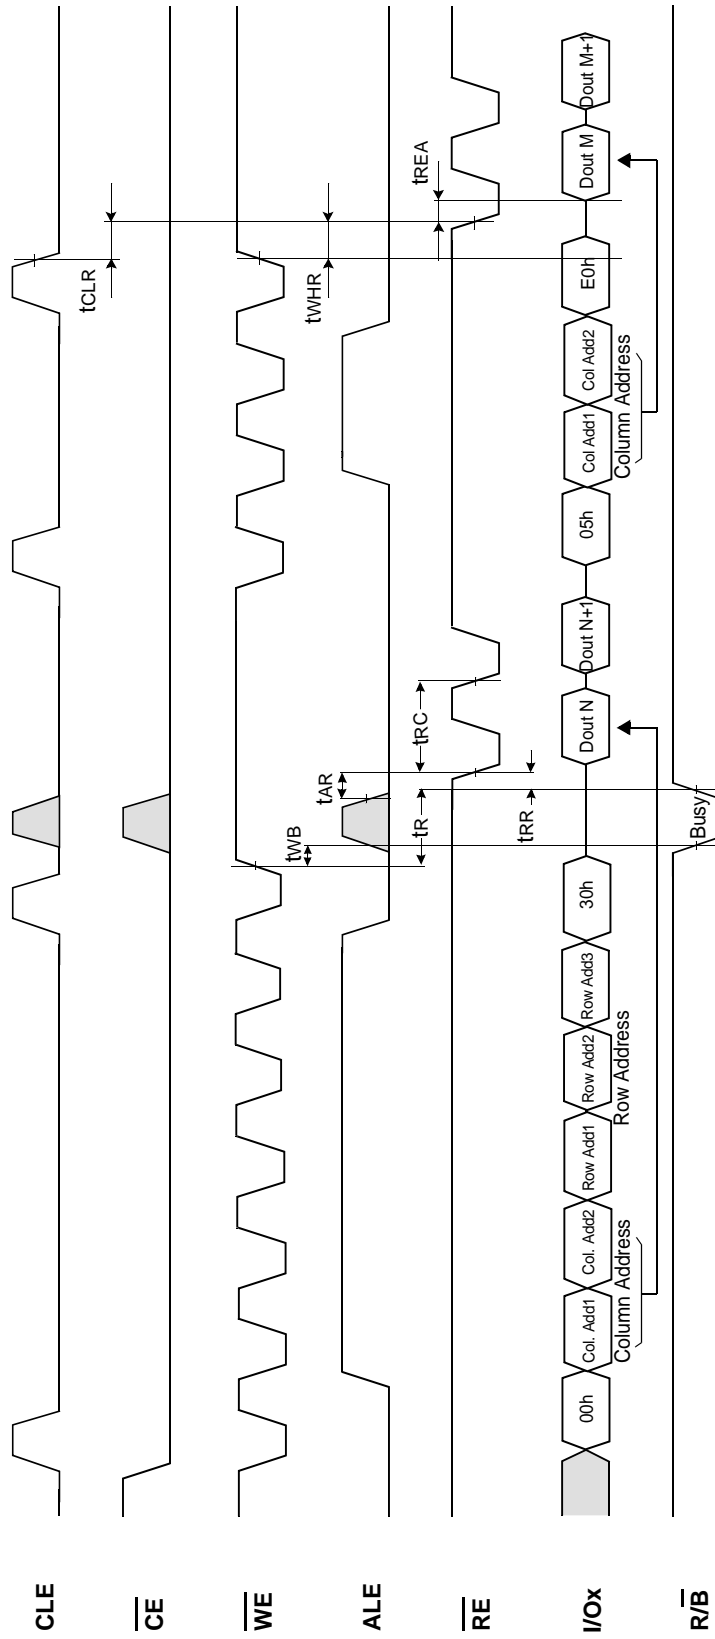 CLE
tCLR
CE
WE
tWB
tWHR
ALE
tAR
tR
tRC
tREA
RE
tRR
I/Ox
00h
Col. Add1
Col. Add2
Row Add1
Row Add2
Row Add3
30h
Dout N
Dout N+1
05h
Col Add1
Col Add2
E0h
Dout M
Dout M+1
Column Address
Row Address
Column Address
R/B
Busy